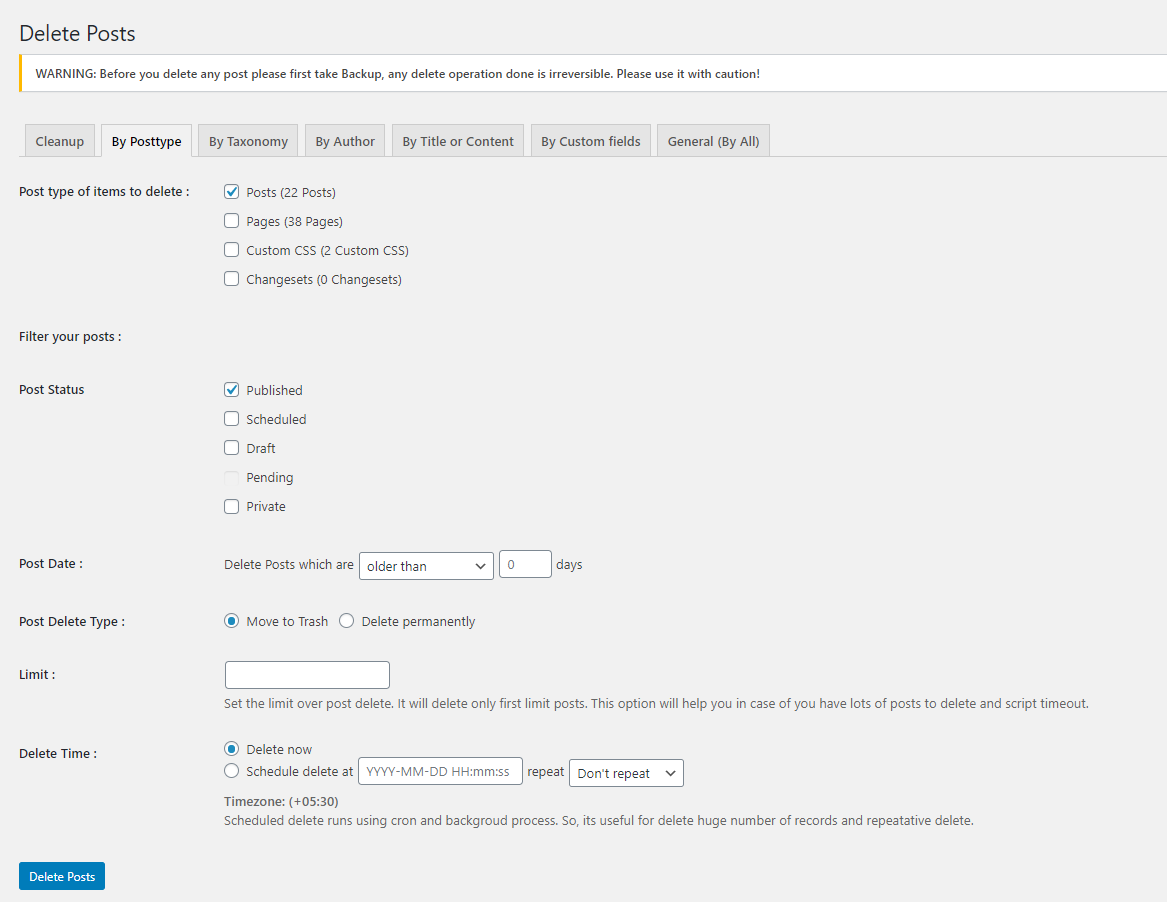 Delete Posts
WARNING: Before you delete any post please first take Backup, any delete operation done is irreversible. Please use it with caution!
Cleanup By Posttype By Taxonomy By Author By Title or Content By Custom fields General (By All)
Post type of items to delete : Posts (22 Posts)
Pages (38 Pages)
Custom CSS (2 Custom CSS)
Changesets (0 Changesets)
Filter your posts :
Post Status Published
Scheduled
Draft
Pending
Private
Post Date : Delete Posts which are older than 0 days
Post Delete Type : Move to Trash Delete permanently
Limit :
Set the limit over post delete. It will delete only first limit posts. This option will help you in case of you have lots of posts to delete and script timeout.
Delete Time : Delete now
Schedule delete at YYYY-MM-DD HH:mm:ss repeat Don't repeat
Timezone: (+05:30)
Scheduled delete runs using cron and backgroud process. So, its useful for delete huge number of records and repeatative delete.
Delete Posts